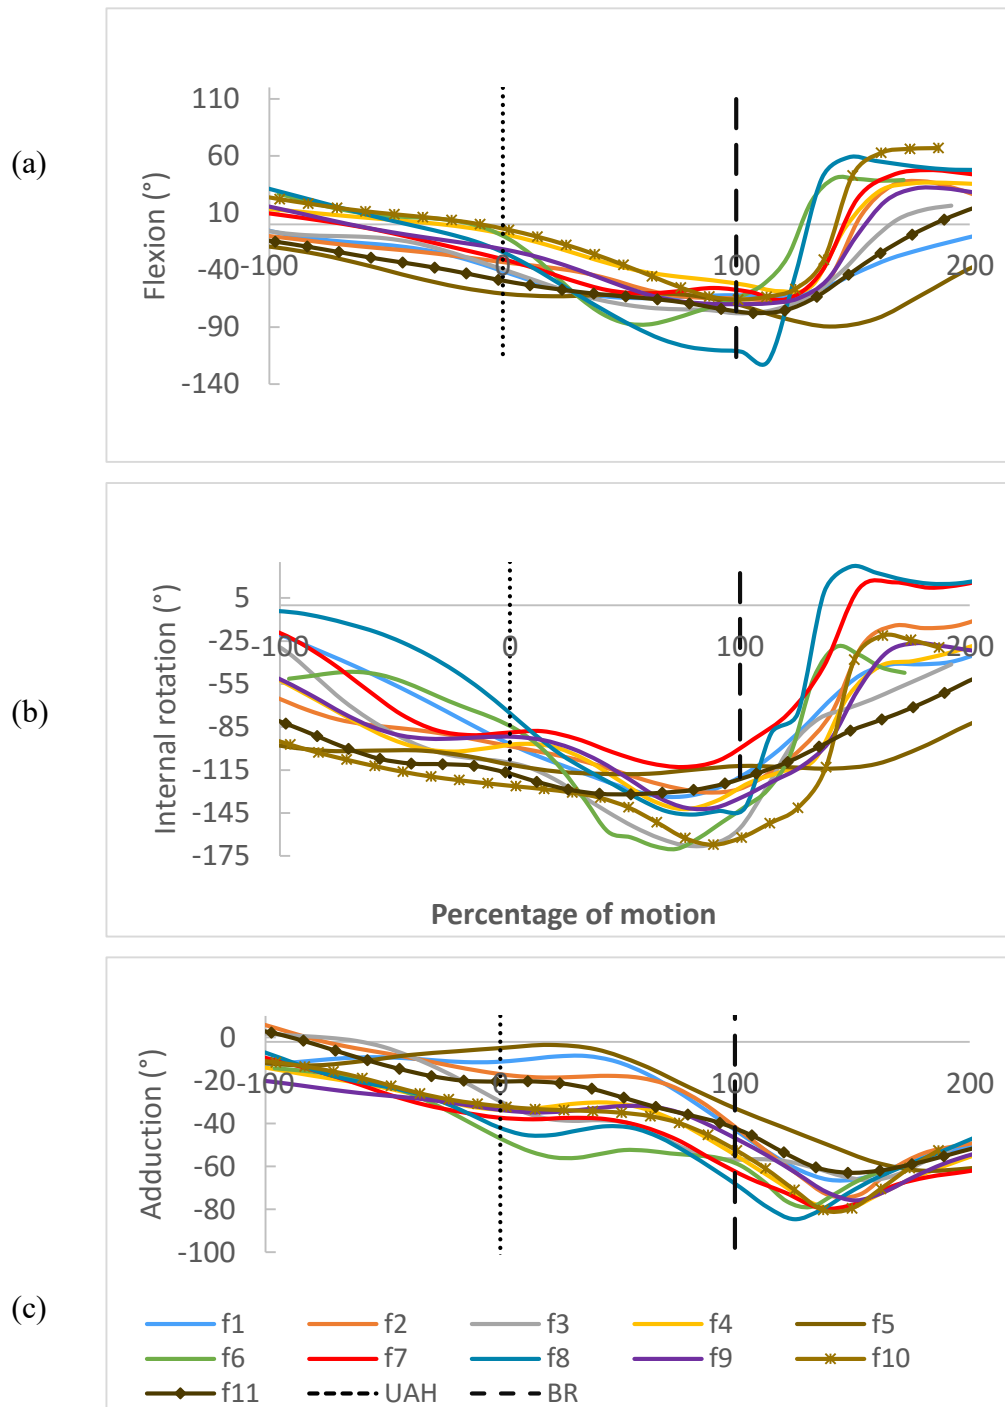 (a)
Flexion (°)
110
60
10
-40
-90
-140
-100 0 100 200
(b)
Internal rotation (°)
5
-25
-55
-85
-115
-145
-175
-100 0 100 200
Percentage of motion
(c)
Adduction (°)
0
-20
-40
-60
-80
-100
-100 0 100 200
f1 f2 f3 f4 f5
f6 f7 f8 f9 f10
f11 UAH BR